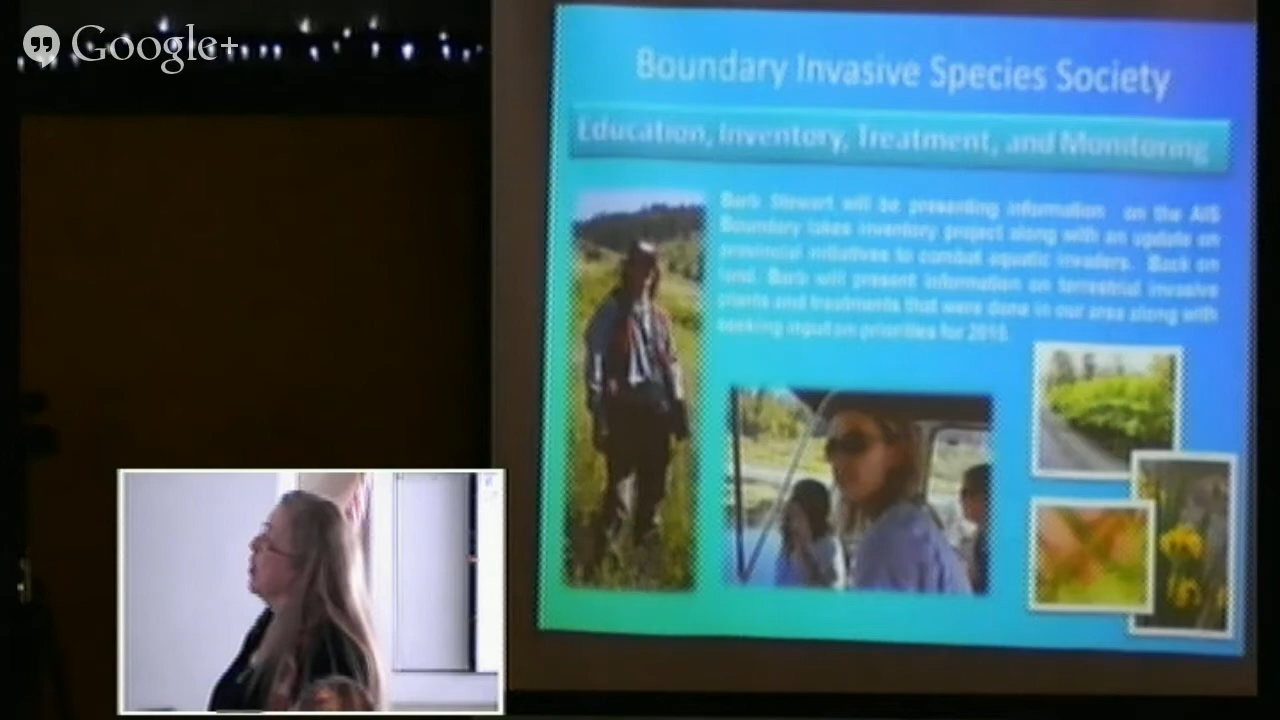 Google+
Boundary Invasive Species Society
Education, Inventory, Treatment, and Monitoring
Barb Stewart will be presenting information on the AIS
Boundary lakes inventory project along with an update on
provincial initiatives to combat aquatic invaders. Back on
land, Barb will present information on terrestrial invasive
plants and treatments that were done in our area along with
seeking input on priorities for 2015.